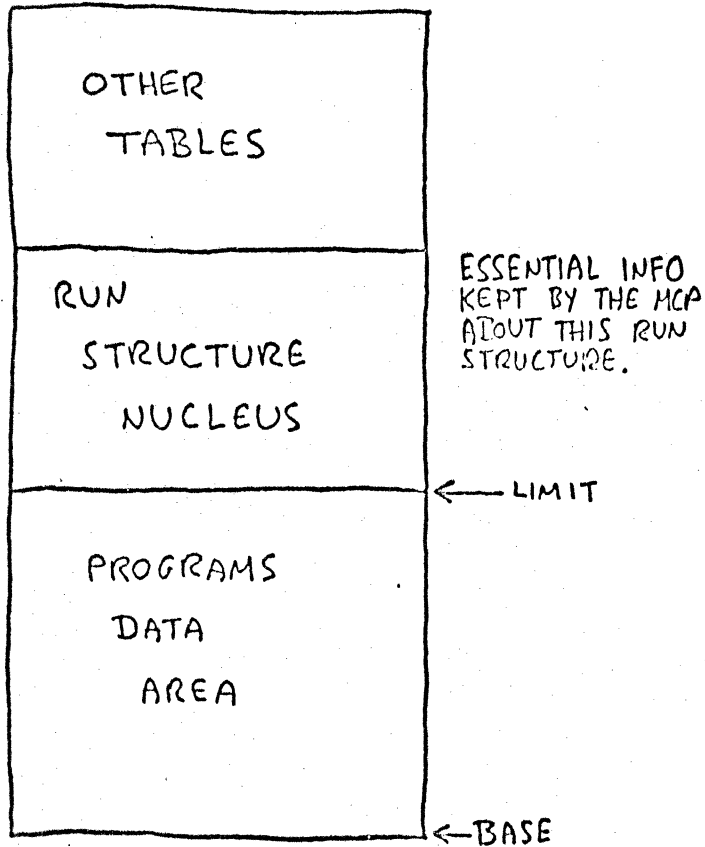 OTHER
TABLES
RUN
STRUCTURE
NUCLEUS
ESSENTIAL INFO
KEPT BY THE MCP
ABOUT THIS RUN
STRUCTURE.
LIMIT
PROGRAMS
DATA
AREA
BASE